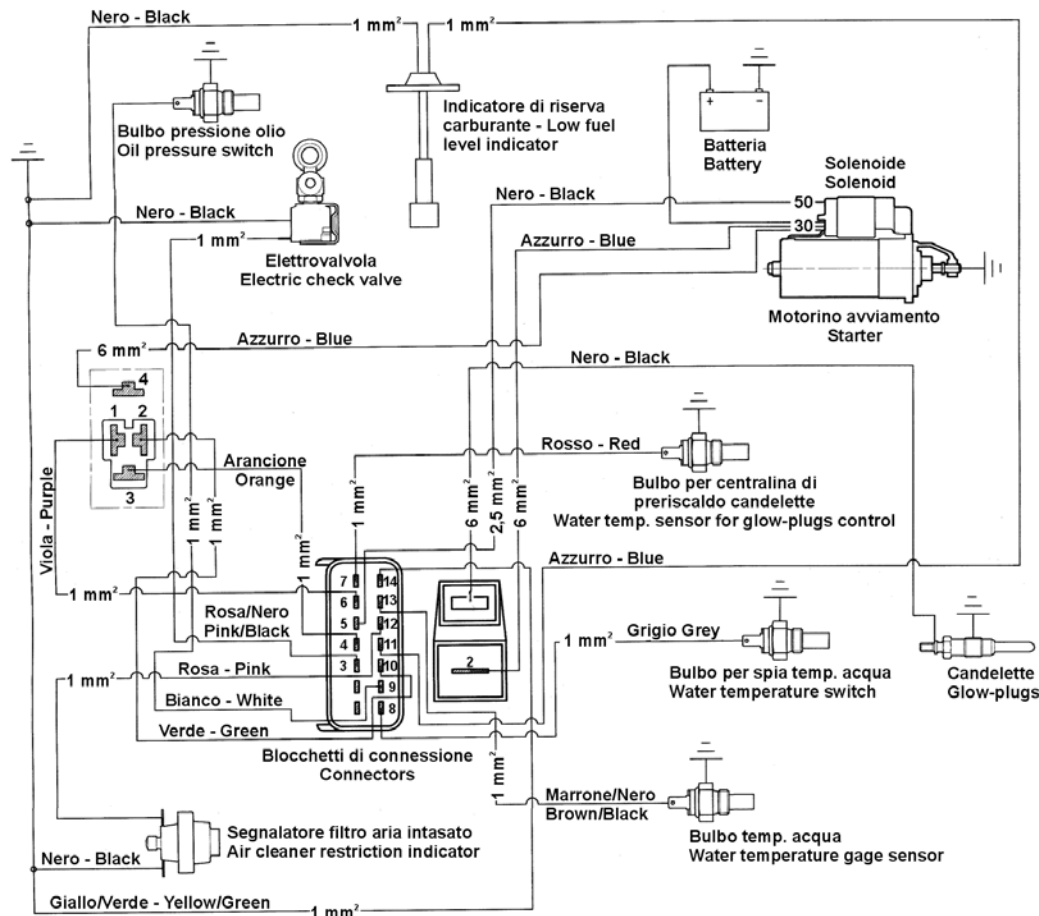 Nero - Black
1 mm²
1 mm²
Bulbo pressione olio
Oil pressure switch
Indicatore di riserva
carburante - Low fuel
level indicator
+ -
Batteria
Battery
Solenoide
Solenoid
Nero - Black
50
30
Nero - Black
1 mm²
Azzurro - Blue
Elettrovalvola
Electric check valve
Motorino avviamento
Starter
Azzurro - Blue
6 mm²
Nero - Black
4
1 2
3
Viola - Purple
Arancione
Orange
Rosso - Red
Bulbo per centralina di
preriscaldo candelette
Water temp. sensor for glow-plugs control
1 mm²
1 mm²
1 mm²
1 mm²
6 mm²
2,5 mm²
6 mm²
Azzurro - Blue
1 mm²
7 14
6 13
5 12
4 11
3 10
9
8
1
2
Rosa/Nero
Pink/Black
Rosa - Pink
1 mm²
Bianco - White
Verde - Green
1 mm²
Grigio Grey
Bulbo per spia temp. acqua
Water temperature switch
Candelette
Glow-plugs
Blocchetti di connessione
Connectors
1 mm²
Marrone/Nero
Brown/Black
Bulbo temp. acqua
Water temperature gage sensor
Segnalatore filtro aria intasato
Air cleaner restriction indicator
Nero - Black
Giallo/Verde - Yellow/Green
1 mm²